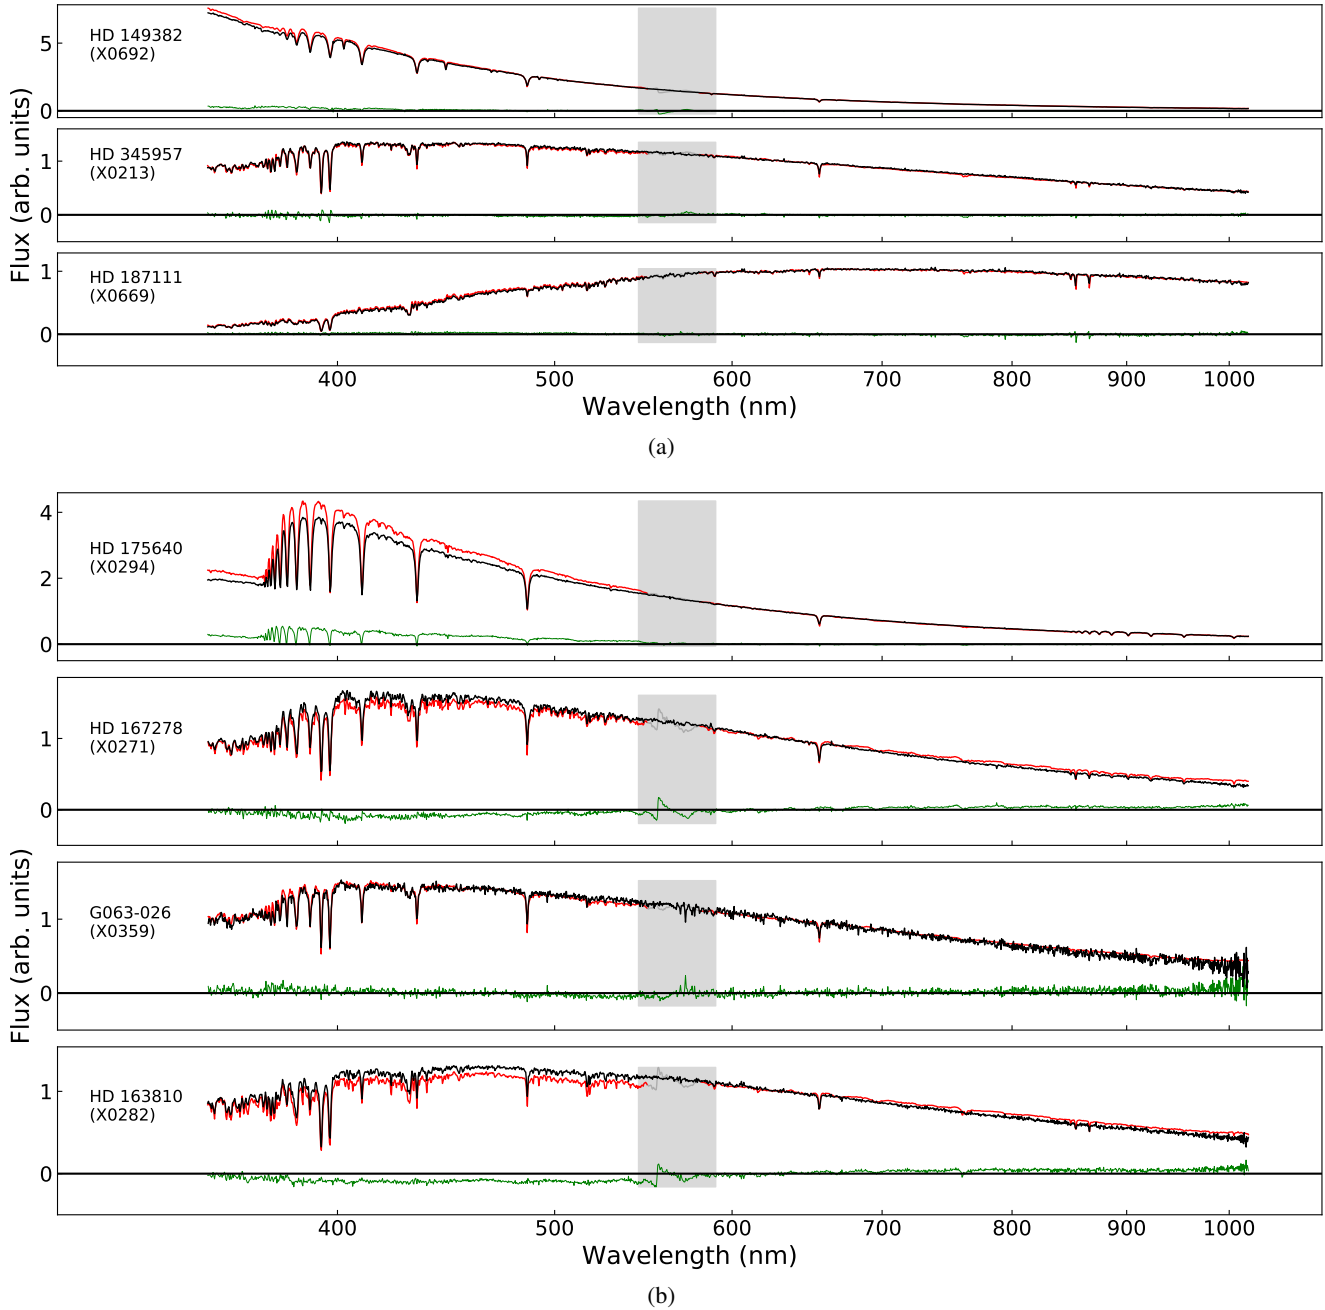 HD 149382
(X0692)
5
0
HD 345957
(X0213)
1
0
HD 187111
(X0669)
1
0
Flux (arb. units)
400 500 600 700 800 900 1000
Wavelength (nm)
(a)
HD 175640
(X0294)
4
2
0
HD 167278
(X0271)
1
0
G063-026
(X0359)
1
0
HD 163810
(X0282)
1
0
Flux (arb. units)
400 500 600 700 800 900 1000
Wavelength (nm)
(b)